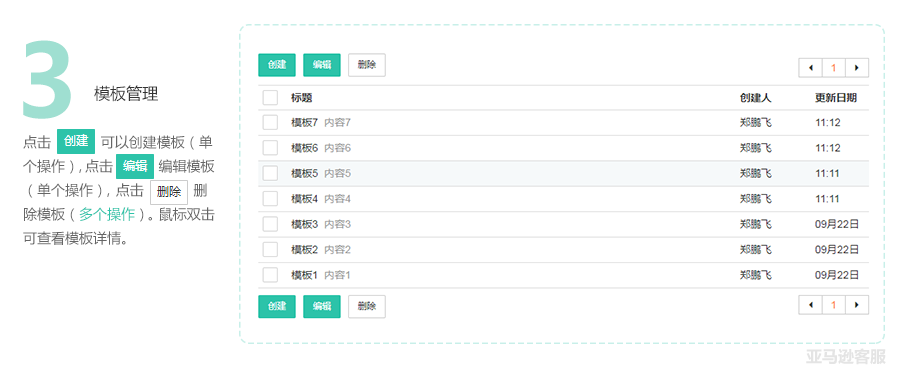 3
模板管理
点击 创建 可以创建模板（单
个操作），点击 编辑 编辑模板
（单个操作），点击 删除 删
除模板（多个操作）。鼠标双击
可查看模板详情。
创建 编辑 删除 1
标题 创建人 更新日期
模板7 内容7 郑鹏飞 11:12
模板6 内容6 郑鹏飞 11:12
模板5 内容5 郑鹏飞 11:11
模板4 内容4 郑鹏飞 11:11
模板3 内容3 郑鹏飞 09月22日
模板2 内容2 郑鹏飞 09月22日
模板1 内容1 郑鹏飞 09月22日
创建 编辑 删除 1
亚马逊客服